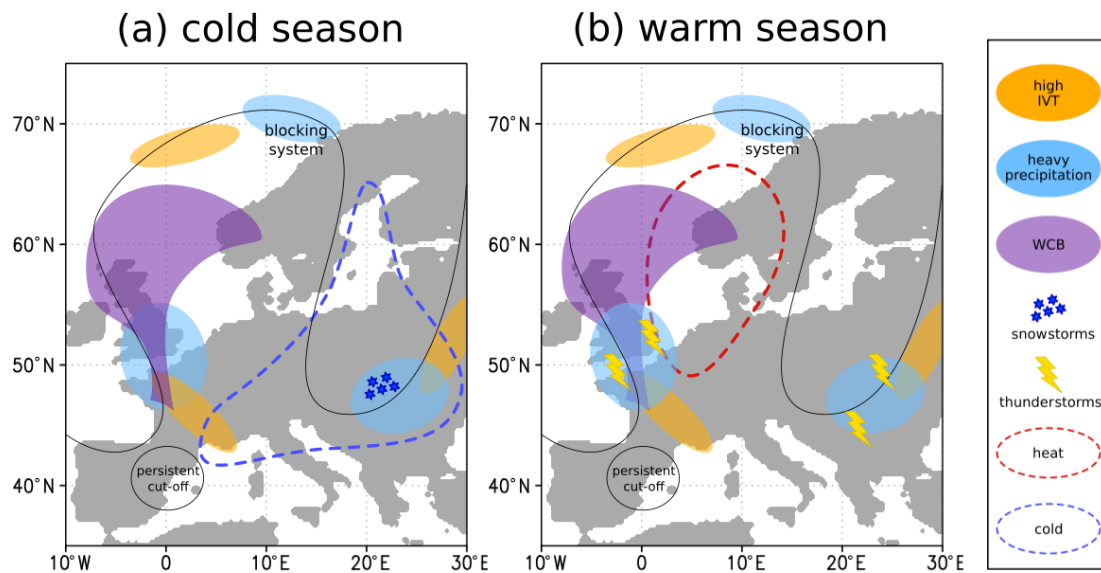 (a) cold season
(b) warm season
70°N
60°N
50°N
40°N
10°W
0°
10°E
20°E
30°E
blocking
system
persistent
cut-off
70°N
60°N
50°N
40°N
10°W
0°
10°E
20°E
30°E
blocking
system
persistent
cut-off
high
IVT
heavy
precipitation
WCB
snowstorms
thunderstorms
heat
cold